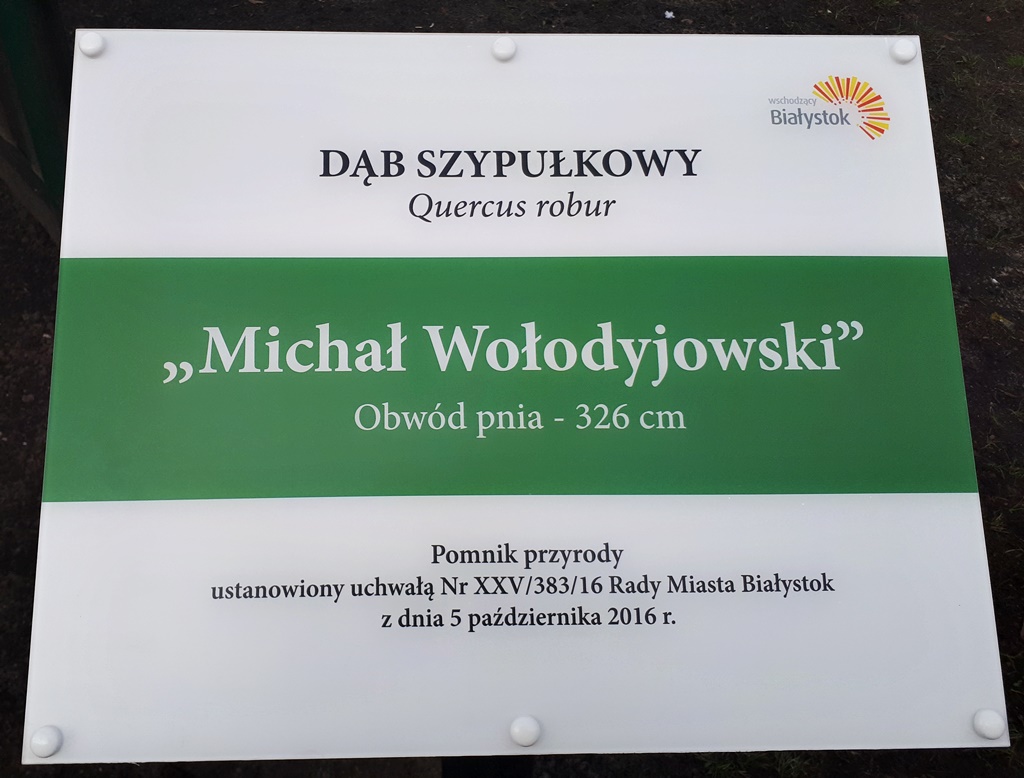 wschodzący
Białystok
DĄB SZYPUŁKOWY
Quercus robur
„Michał Wołodyjowski”
Obwód pnia - 326 cm
Pomnik przyrody
ustanowiony uchwałą Nr XXV/383/16 Rady Miasta Białystok
z dnia 5 października 2016 r.